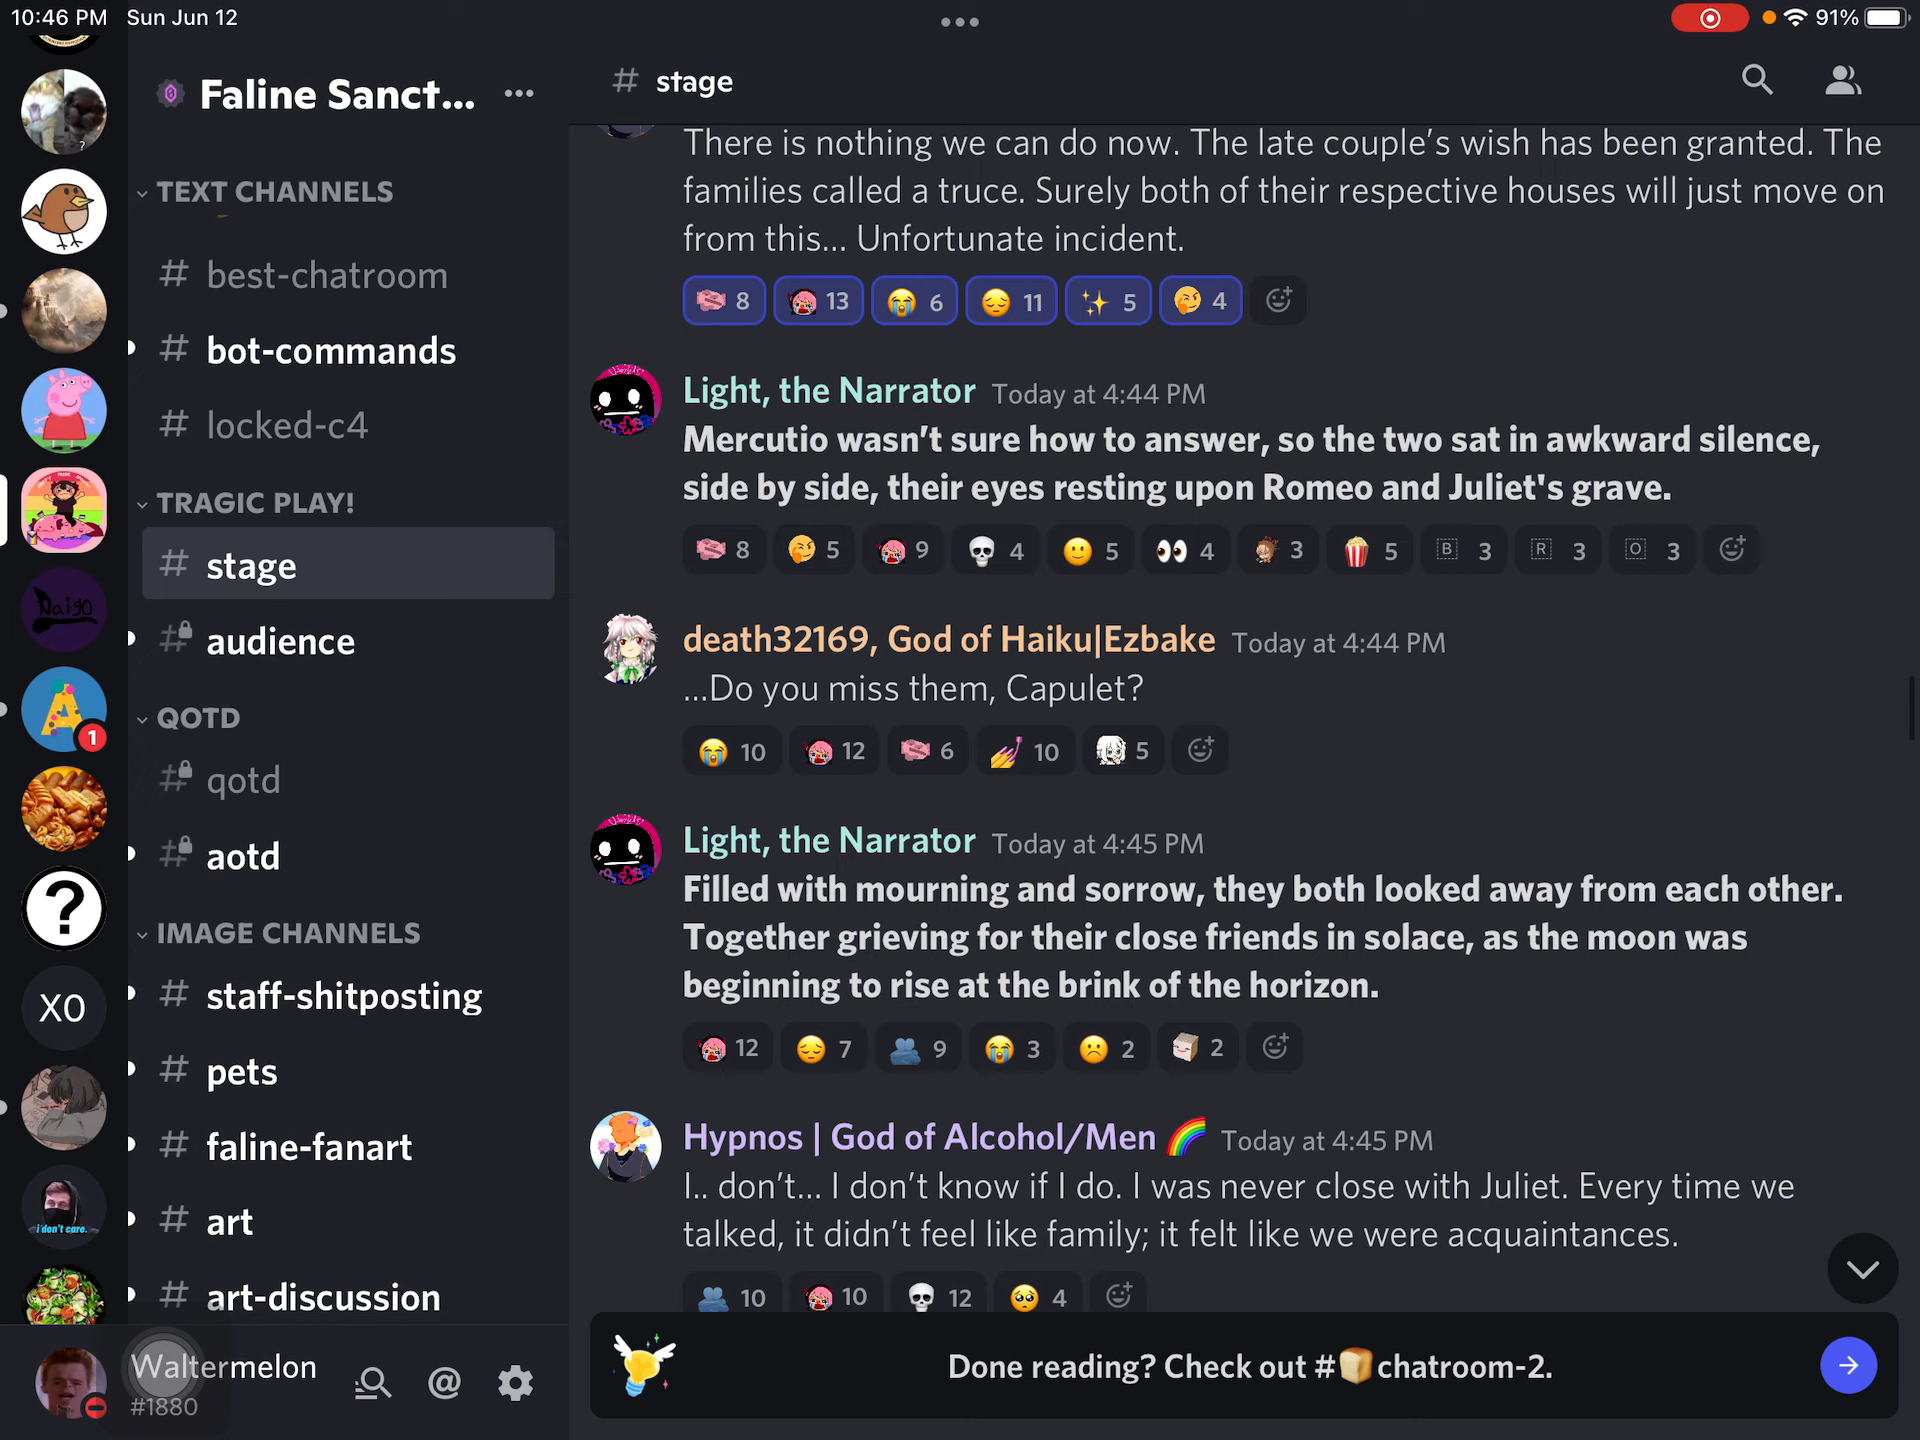 10:46 PM Sun Jun 12
91%
Faline Sanct...
TEXT CHANNELS
best-chatroom
bot-commands
locked-c4
TRAGIC PLAY!
stage
audience
QOTD
qotd
aotd
IMAGE CHANNELS
staff-shitposting
pets
faline-fanart
art
art-discussion
Naigo
A
1
?
XO
i don't care.
Waltermelon
#1880
# stage
There is nothing we can do now. The late couple’s wish has been granted. The
families called a truce. Surely both of their respective houses will just move on
from this... Unfortunate incident.
8 13 6 11 5 4
Light, the Narrator Today at 4:44 PM
Mercutio wasn’t sure how to answer, so the two sat in awkward silence,
side by side, their eyes resting upon Romeo and Juliet's grave.
8 5 9 4 5 4 3 5 B 3 R 3 O 3
death32169, God of Haiku|Ezbake Today at 4:44 PM
...Do you miss them, Capulet?
10 12 6 10 5
Light, the Narrator Today at 4:45 PM
Filled with mourning and sorrow, they both looked away from each other.
Together grieving for their close friends in solace, as the moon was
beginning to rise at the brink of the horizon.
12 7 9 3 2 2
Hypnos | God of Alcohol/Men Today at 4:45 PM
I.. don’t... I don’t know if I do. I was never close with Juliet. Every time we
talked, it didn’t feel like family; it felt like we were acquaintances.
10 10 12 4
Done reading? Check out #chatroom-2.